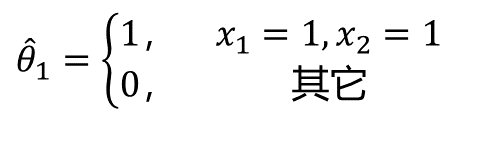 θ̂₁ = { 1, x₁ = 1, x₂ = 1
0, 其它